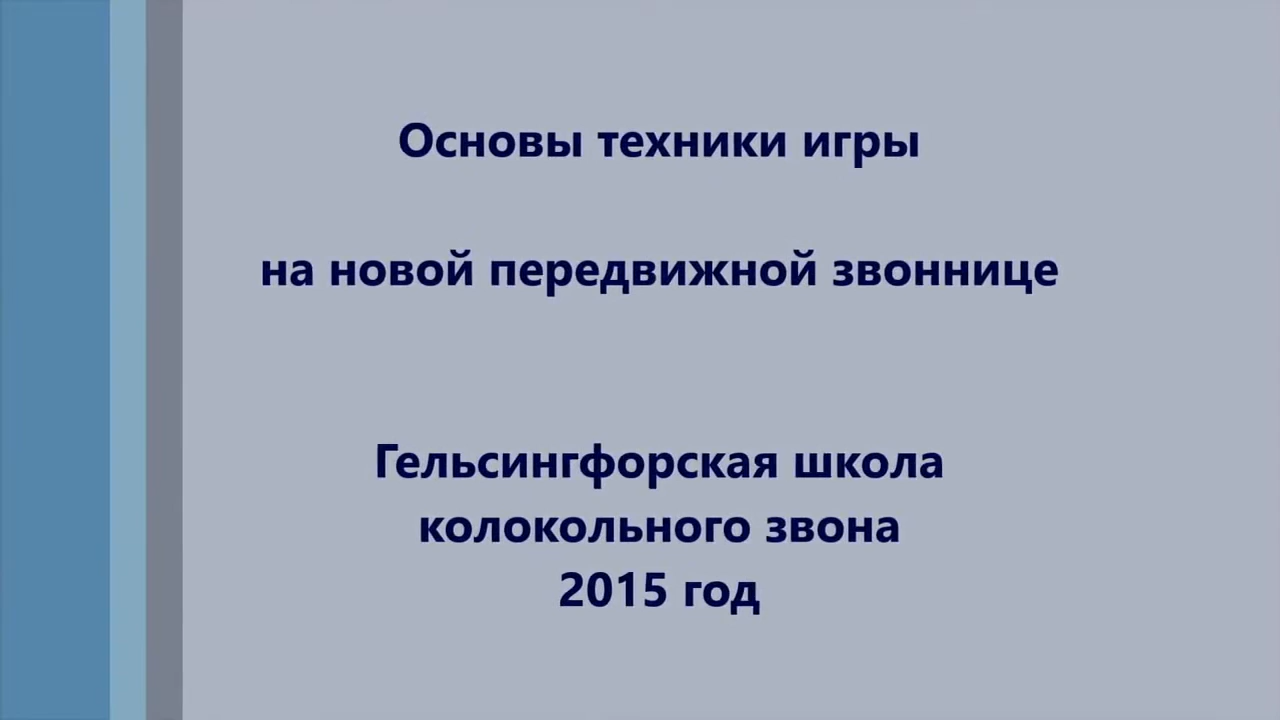 Основы техники игры
на новой передвижной звоннице
Гельсингфорская школа
колокольного звона
2015 год